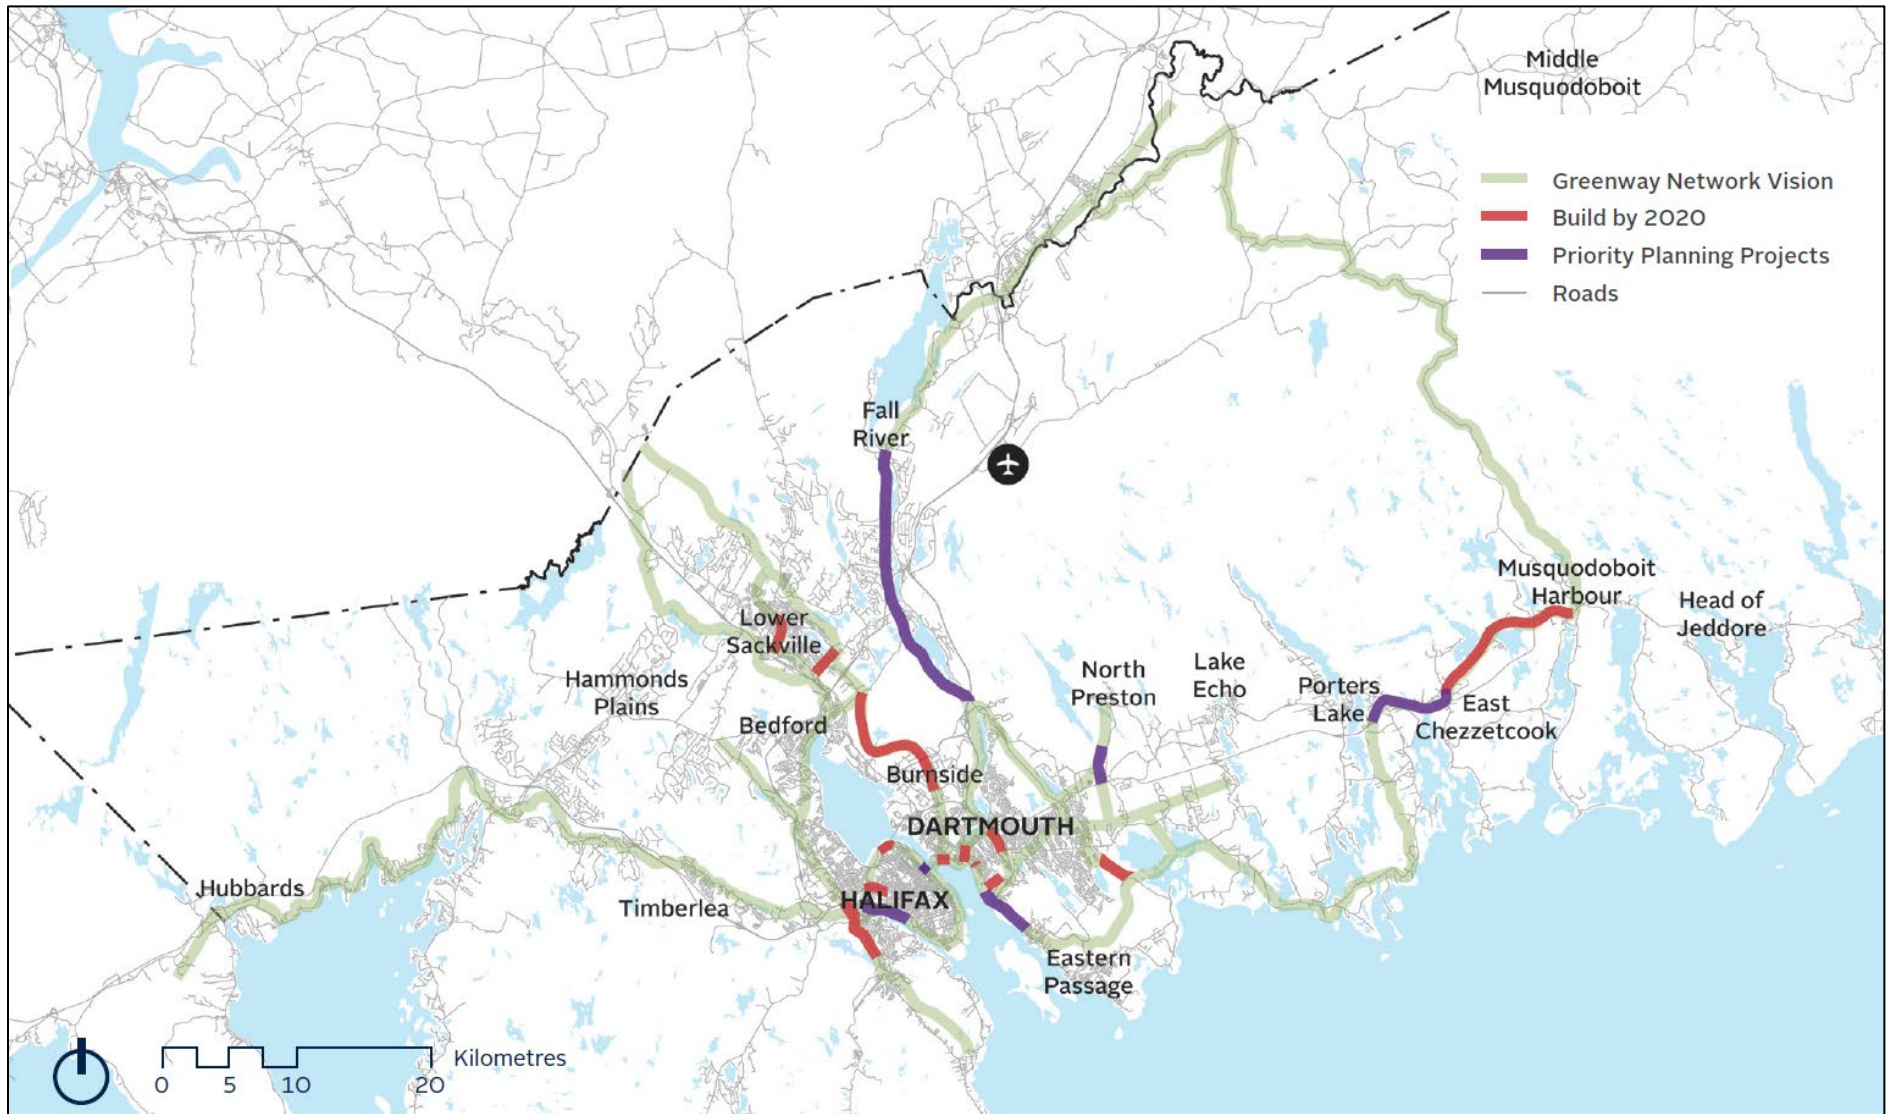 Middle
Musquodoboit
Greenway Network Vision
Build by 2020
Priority Planning Projects
Roads
Fall
River
Musquodoboit
Harbour
Head of
Jeddore
Lower
Sackville
Hammonds
Plains
North
Preston
Lake
Echo
Porters
Lake
East
Chezzetcook
Bedford
Burnside
DARTMOUTH
Hubbards
Timberlea
HALIFAX
Eastern
Passage
Kilometres
0 5 10 20